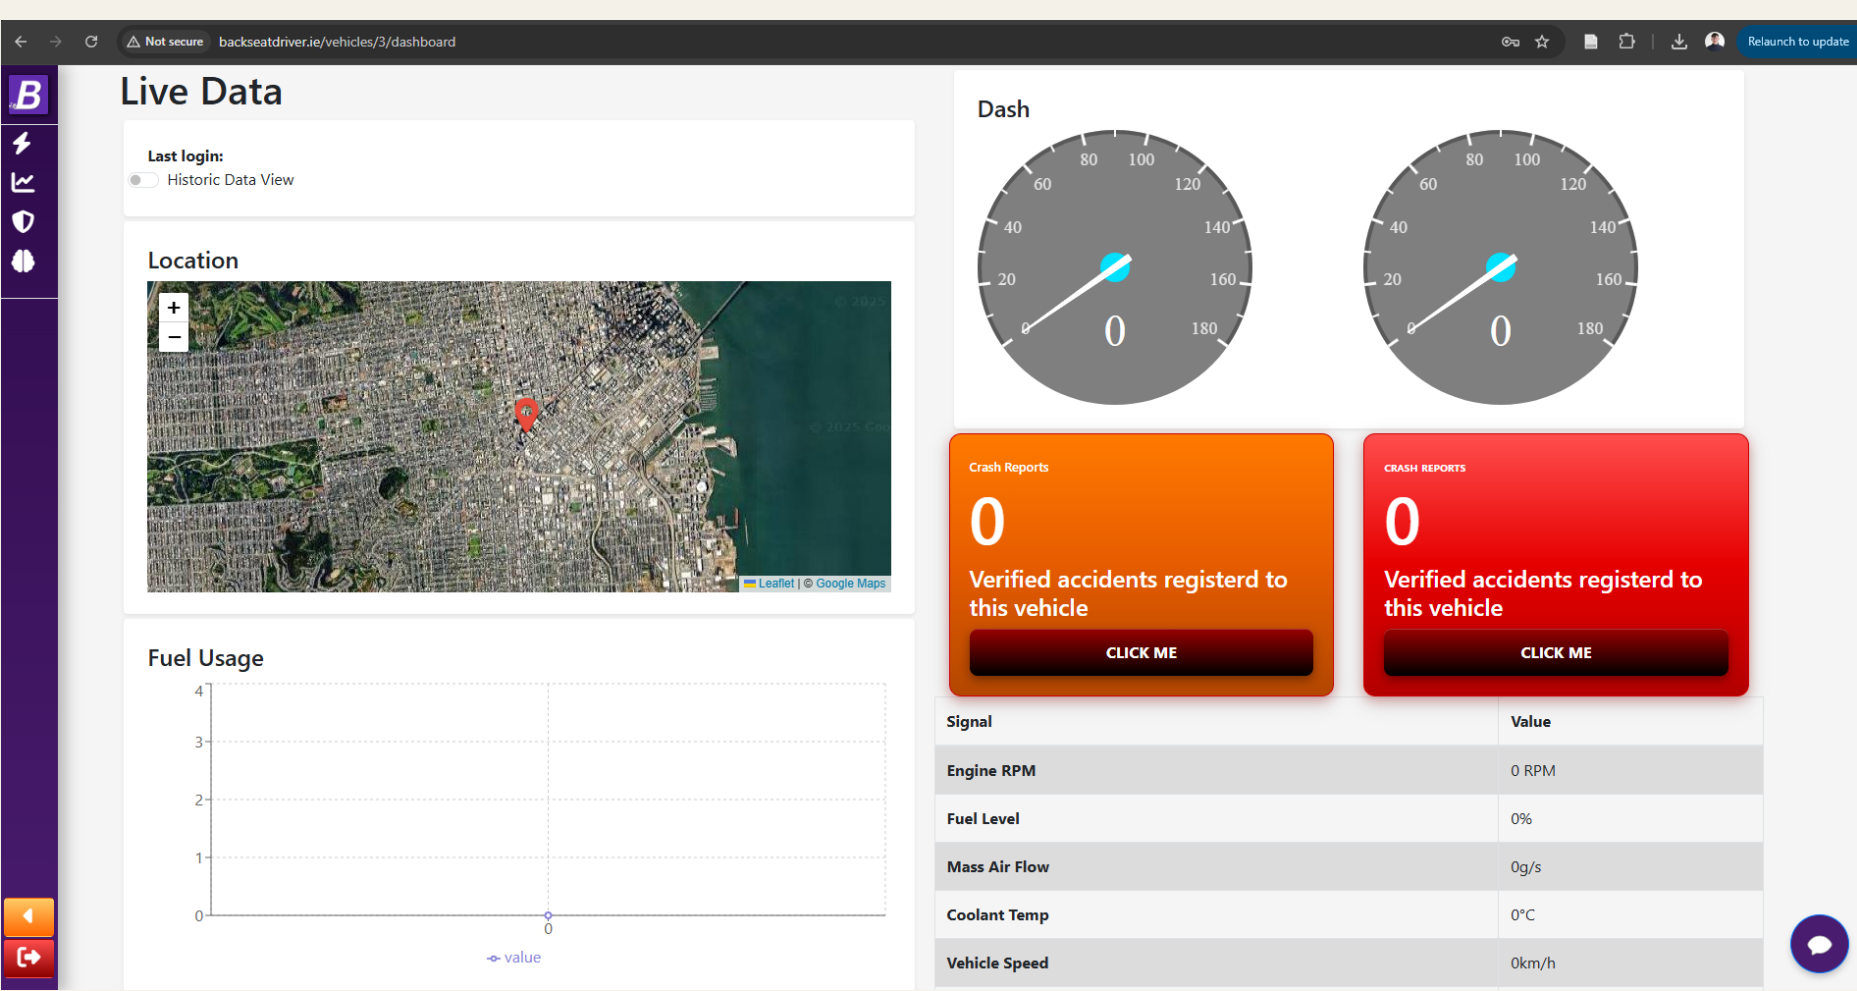 Not secure backseatdriver.ie/vehicles/3/dashboard
Relaunch to update
B
Live Data
Last login:
Historic Data View
Location
+
−
© 2025
© 2025 Goo
Leaflet | © Google Maps
Fuel Usage
4
3
2
1
0
0
value
Dash
0
20
40
60
80
100
120
140
160
180
0
0
20
40
60
80
100
120
140
160
180
0
Crash Reports
0
Verified accidents registerd to
this vehicle
CLICK ME
CRASH REPORTS
0
Verified accidents registerd to
this vehicle
CLICK ME
Signal Value
Engine RPM 0 RPM
Fuel Level 0%
Mass Air Flow 0g/s
Coolant Temp 0°C
Vehicle Speed 0km/h